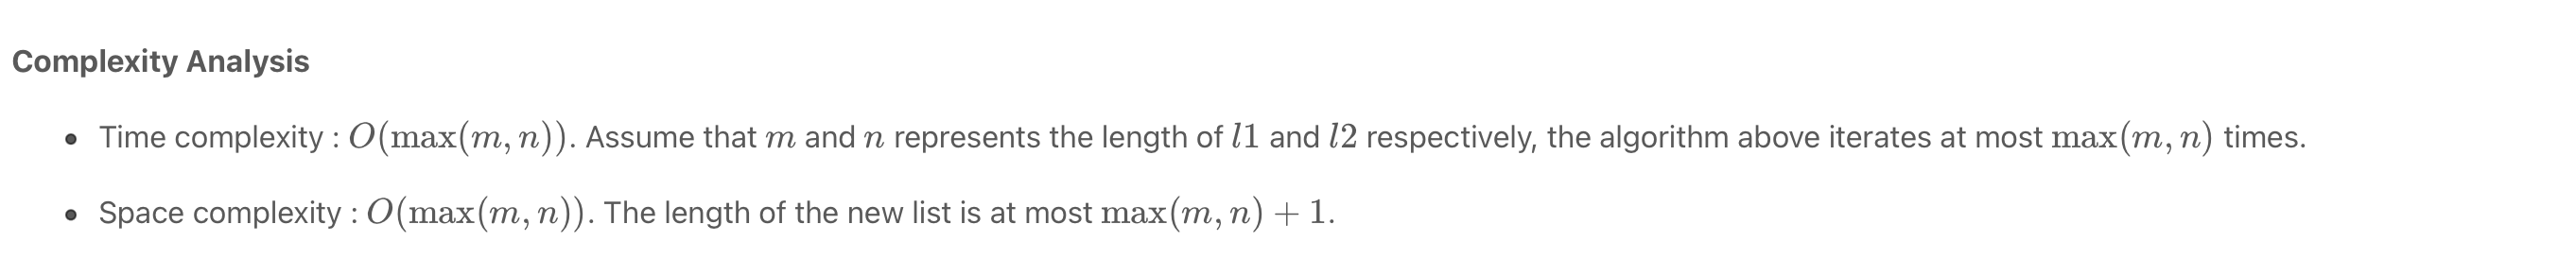 Complexity Analysis
• Time complexity : O(max(m, n)). Assume that m and n represents the length of l1 and l2 respectively, the algorithm above iterates at most max(m, n) times.
• Space complexity : O(max(m, n)). The length of the new list is at most max(m, n) + 1.